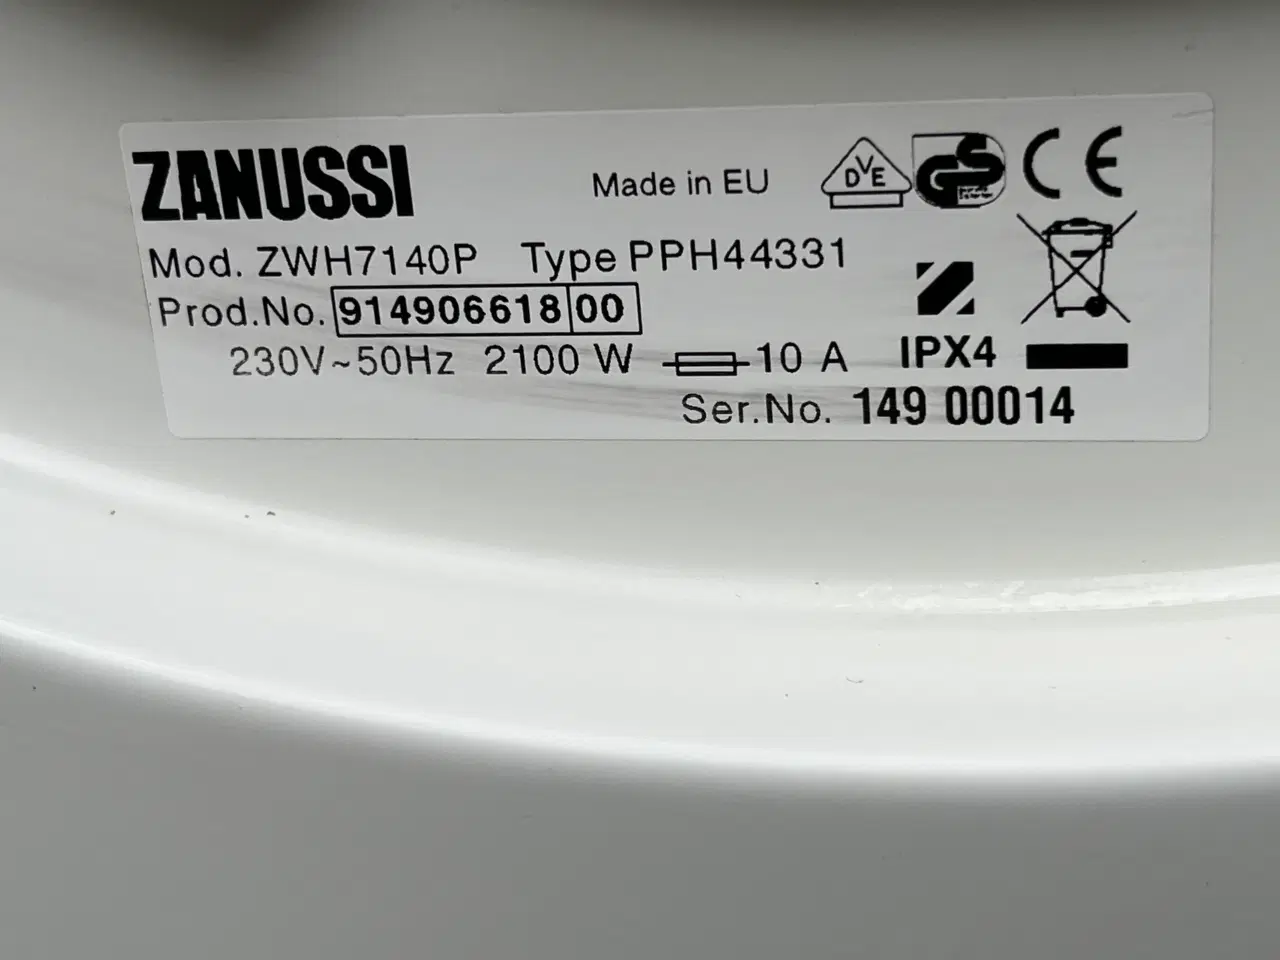 ZANUSSI
Made in EU
VDE
GS
CE
Mod. ZWH7140P Type PPH44331
Prod.No. 914906618 00
230V~50Hz 2100 W 10 A IPX4
Ser.No. 149 00014